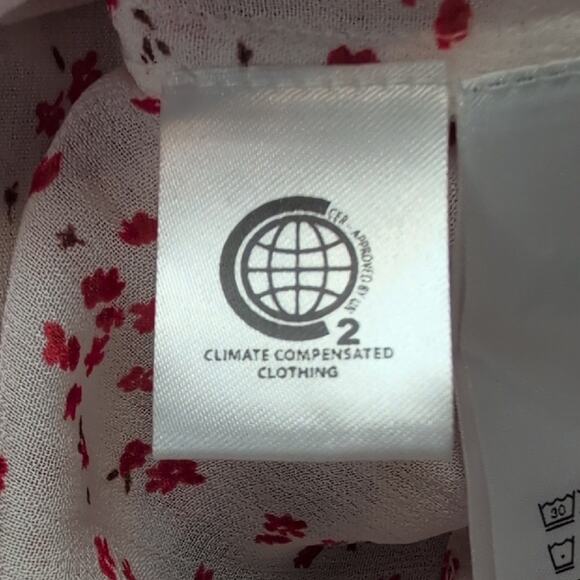 CER - APPROVED BY UN
2
CLIMATE COMPENSATED
CLOTHING
30